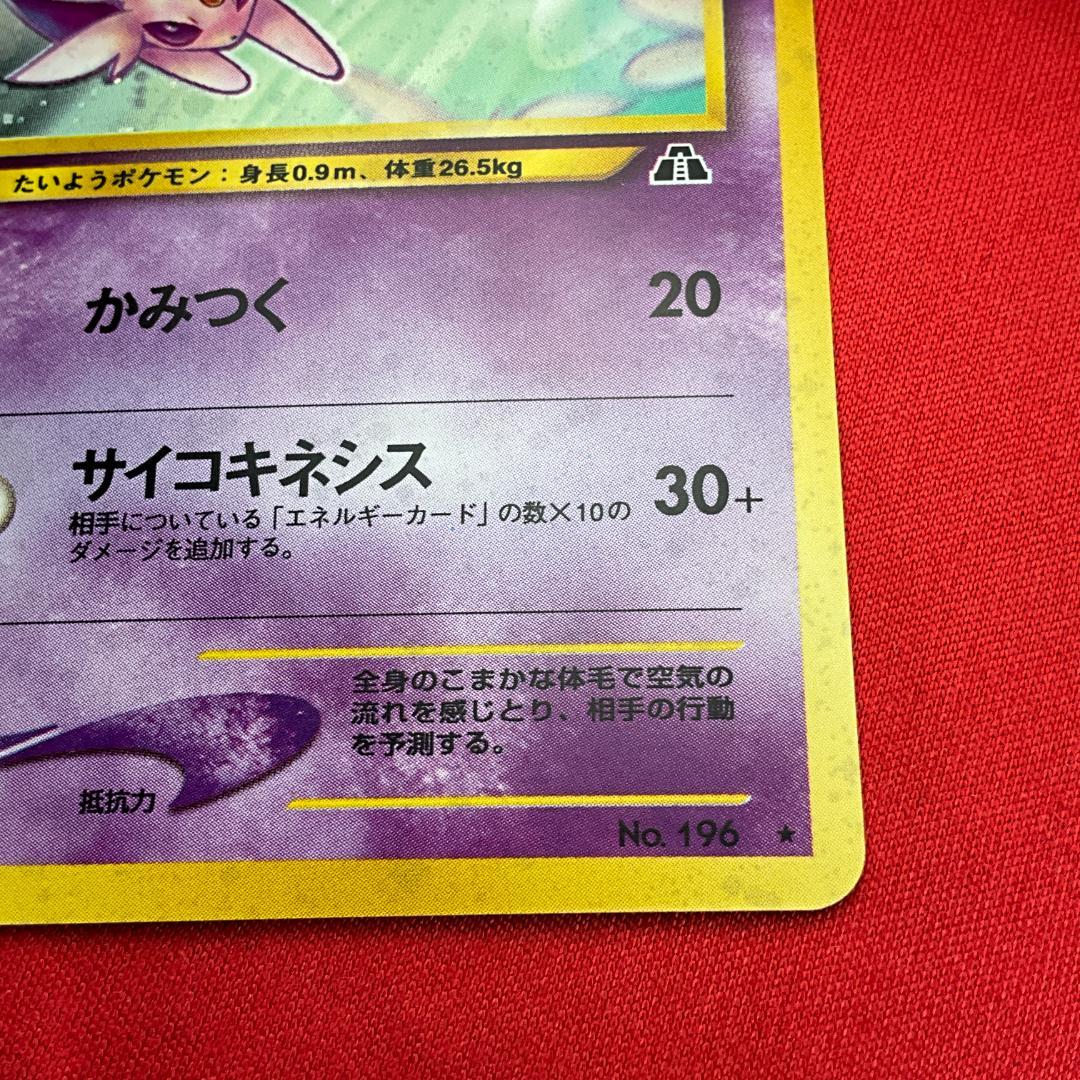 たいようポケモン：身長0.9m、体重26.5kg
かみつく 20
サイコキネシス 30+
相手についている「エネルギーカード」の数×10の
ダメージを追加する。
全身のこまかな体毛で空気の
流れを感じとり、相手の行動
を予測する。
抵抗力
No. 196 ★